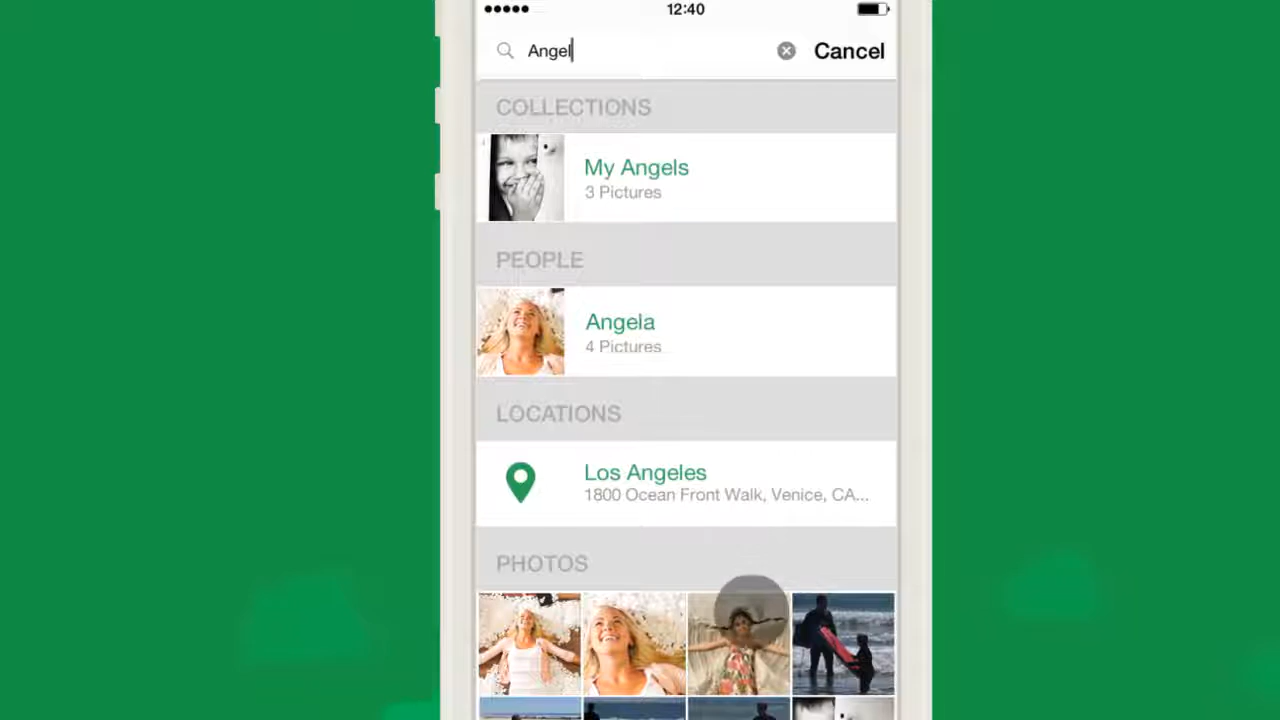 12:40
Angel
Cancel
COLLECTIONS
My Angels
3 Pictures
PEOPLE
Angela
4 Pictures
LOCATIONS
Los Angeles
1800 Ocean Front Walk, Venice, CA...
PHOTOS